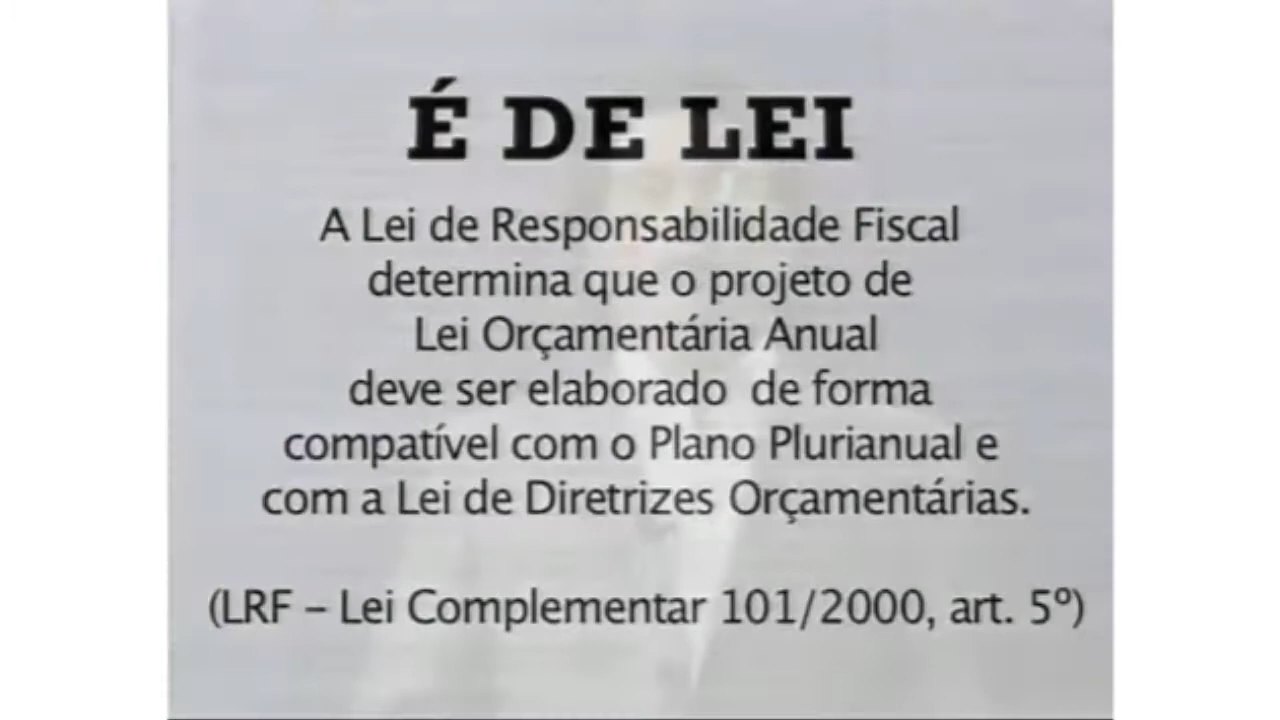 É DE LEI
A Lei de Responsabilidade Fiscal
determina que o projeto de
Lei Orçamentária Anual
deve ser elaborado de forma
compatível com o Plano Plurianual e
com a Lei de Diretrizes Orçamentárias.
(LRF – Lei Complementar 101/2000, art. 5º)